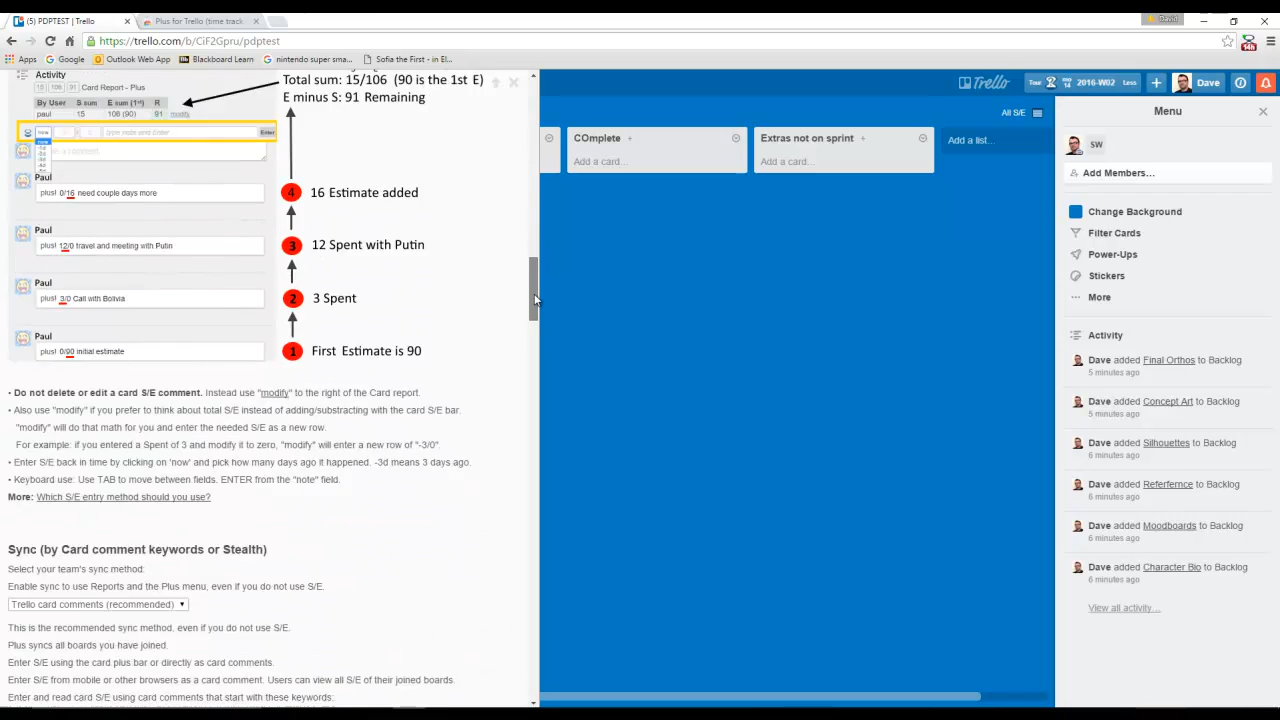 (5) PDPTEST | Trello
Plus for Trello (time track
David
https://trello.com/b/CiF2Gpru/pdptest
14h
Apps
Google
Outlook Web App
Blackboard Learn
nintendo super sma...
Sofia the First - in El...
Activity
15 106 91 Card Report - Plus
By User S sum E sum (1st) R
paul 15 106 (90) 91 modify
now
type note and Enter
Enter
a comment.
Total sum: 15/106 (90 is the 1st E)
E minus S: 91 Remaining
Paul
plus! 0/16 need couple days more
4 16 Estimate added
Paul
plus! 12/0 travel and meeting with Putin
3 12 Spent with Putin
Paul
plus! 3/0 Call with Bolivia
2 3 Spent
Paul
plus! 0/90 initial estimate
1 First Estimate is 90
• Do not delete or edit a card S/E comment. Instead use "modify" to the right of the Card report.
• Also use "modify" if you prefer to think about total S/E instead of adding/substracting with the card S/E bar.
"modify" will do that math for you and enter the needed S/E as a new row.
For example: if you entered a Spent of 3 and modify it to zero, "modify" will enter a new row of "-3/0"
• Enter S/E back in time by clicking on 'now' and pick how many days ago it happened. -3d means 3 days ago.
• Keyboard use: Use TAB to move between fields. ENTER from the "note" field.
More: Which S/E entry method should you use?
Sync (by Card comment keywords or Stealth)
Select your team's sync method:
Enable sync to use Reports and the Plus menu, even if you do not use S/E.
Trello card comments (recommended)
This is the recommended sync method, even if you do not use S/E.
Plus syncs all boards you have joined.
Enter S/E using the card plus bar or directly as card comments.
Enter S/E from mobile or other browsers as a card comment. Users can view all S/E of their joined boards.
Enter and read card S/E using card comments that start with these keywords:
Trello
Tour
2016-W02
Dave
All S/E
COmplete
Add a card...
Extras not on sprint
Add a card...
Add a list...
Menu
SW
Add Members...
Change Background
Filter Cards
Power-Ups
Stickers
More
Activity
Dave added Final Orthos to Backlog
5 minutes ago
Dave added Concept Art to Backlog
5 minutes ago
Dave added Silhouettes to Backlog
6 minutes ago
Dave added Referfernce to Backlog
6 minutes ago
Dave added Moodboards to Backlog
6 minutes ago
Dave added Character Bio to Backlog
6 minutes ago
View all activity...